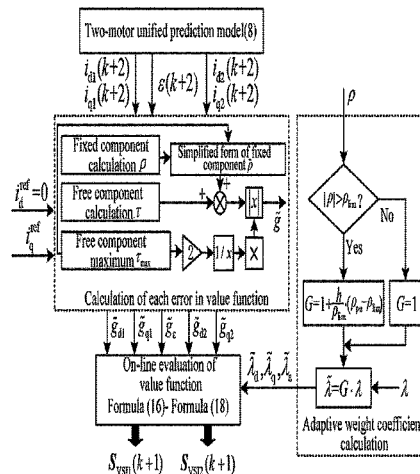 Two-motor unified prediction model(8)
i_d1(k+2)
i_q1(k+2)
ε(k+2)
i_d2(k+2)
i_q2(k+2)
Fixed component calculation ρ
Simplified form of fixed component ρ̃
i_d^ref=0
Free component calculation τ
+
+
|x|
g̃
i_q^ref
Free component maximum τ_max
2
1/x
×
Calculation of each error in value function
g̃_d1
g̃_q1
g̃_ε
g̃_d2
g̃_q2
On-line evaluation of value function
Formula (16)- Formula (18)
S_VSI1(k+1)
S_VSI2(k+1)
ρ
|ρ|>ρ_lim?
No
Yes
G=1+h/ρ_lim·(ρ_pu-ρ_lim)
G=1
λ̃_d,λ̃_q,λ̃_ε
λ̃=G·λ
λ
Adaptive weight coefficient calculation